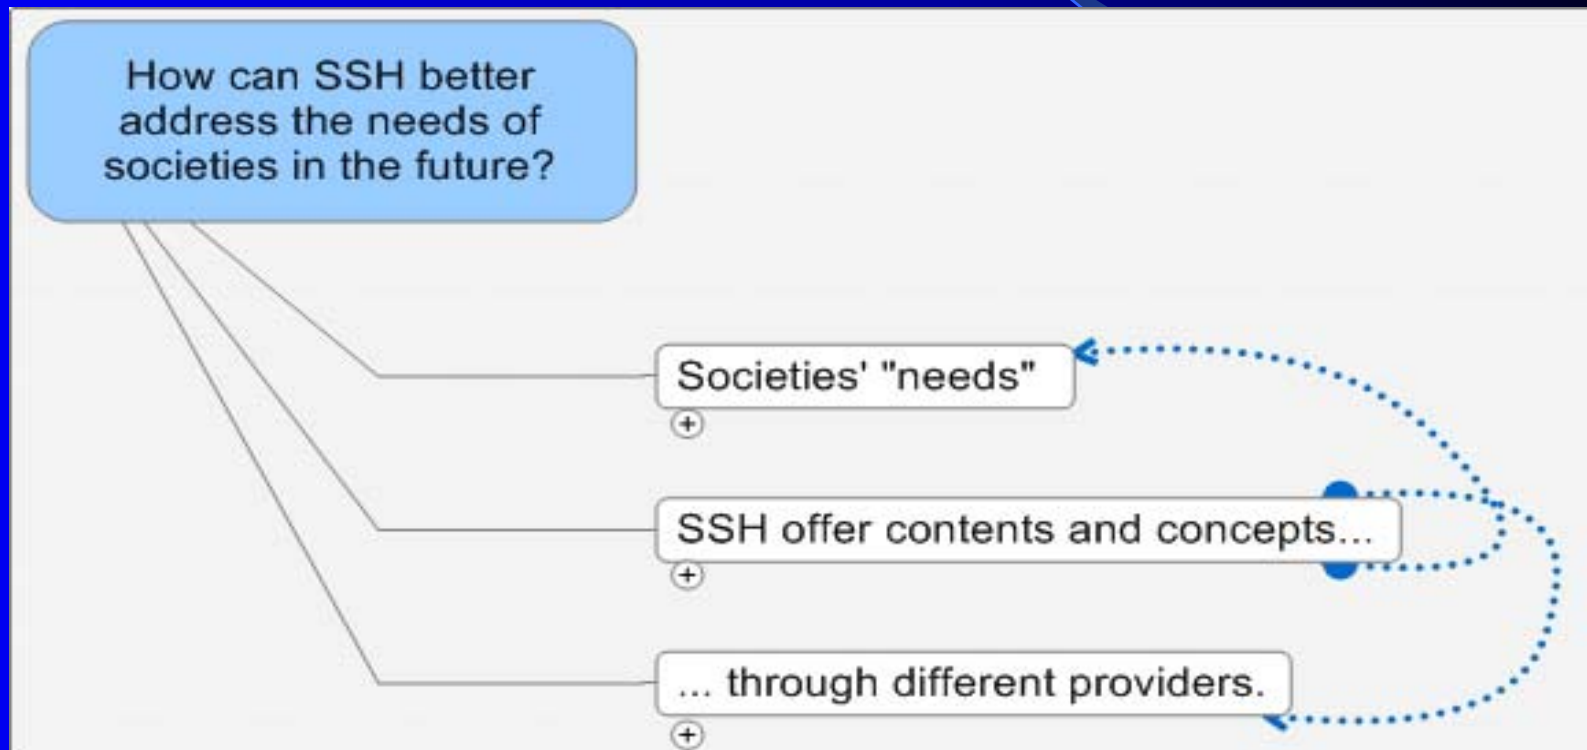 How can SSH better
address the needs of
societies in the future?
Societies' "needs"
SSH offer contents and concepts...
... through different providers.